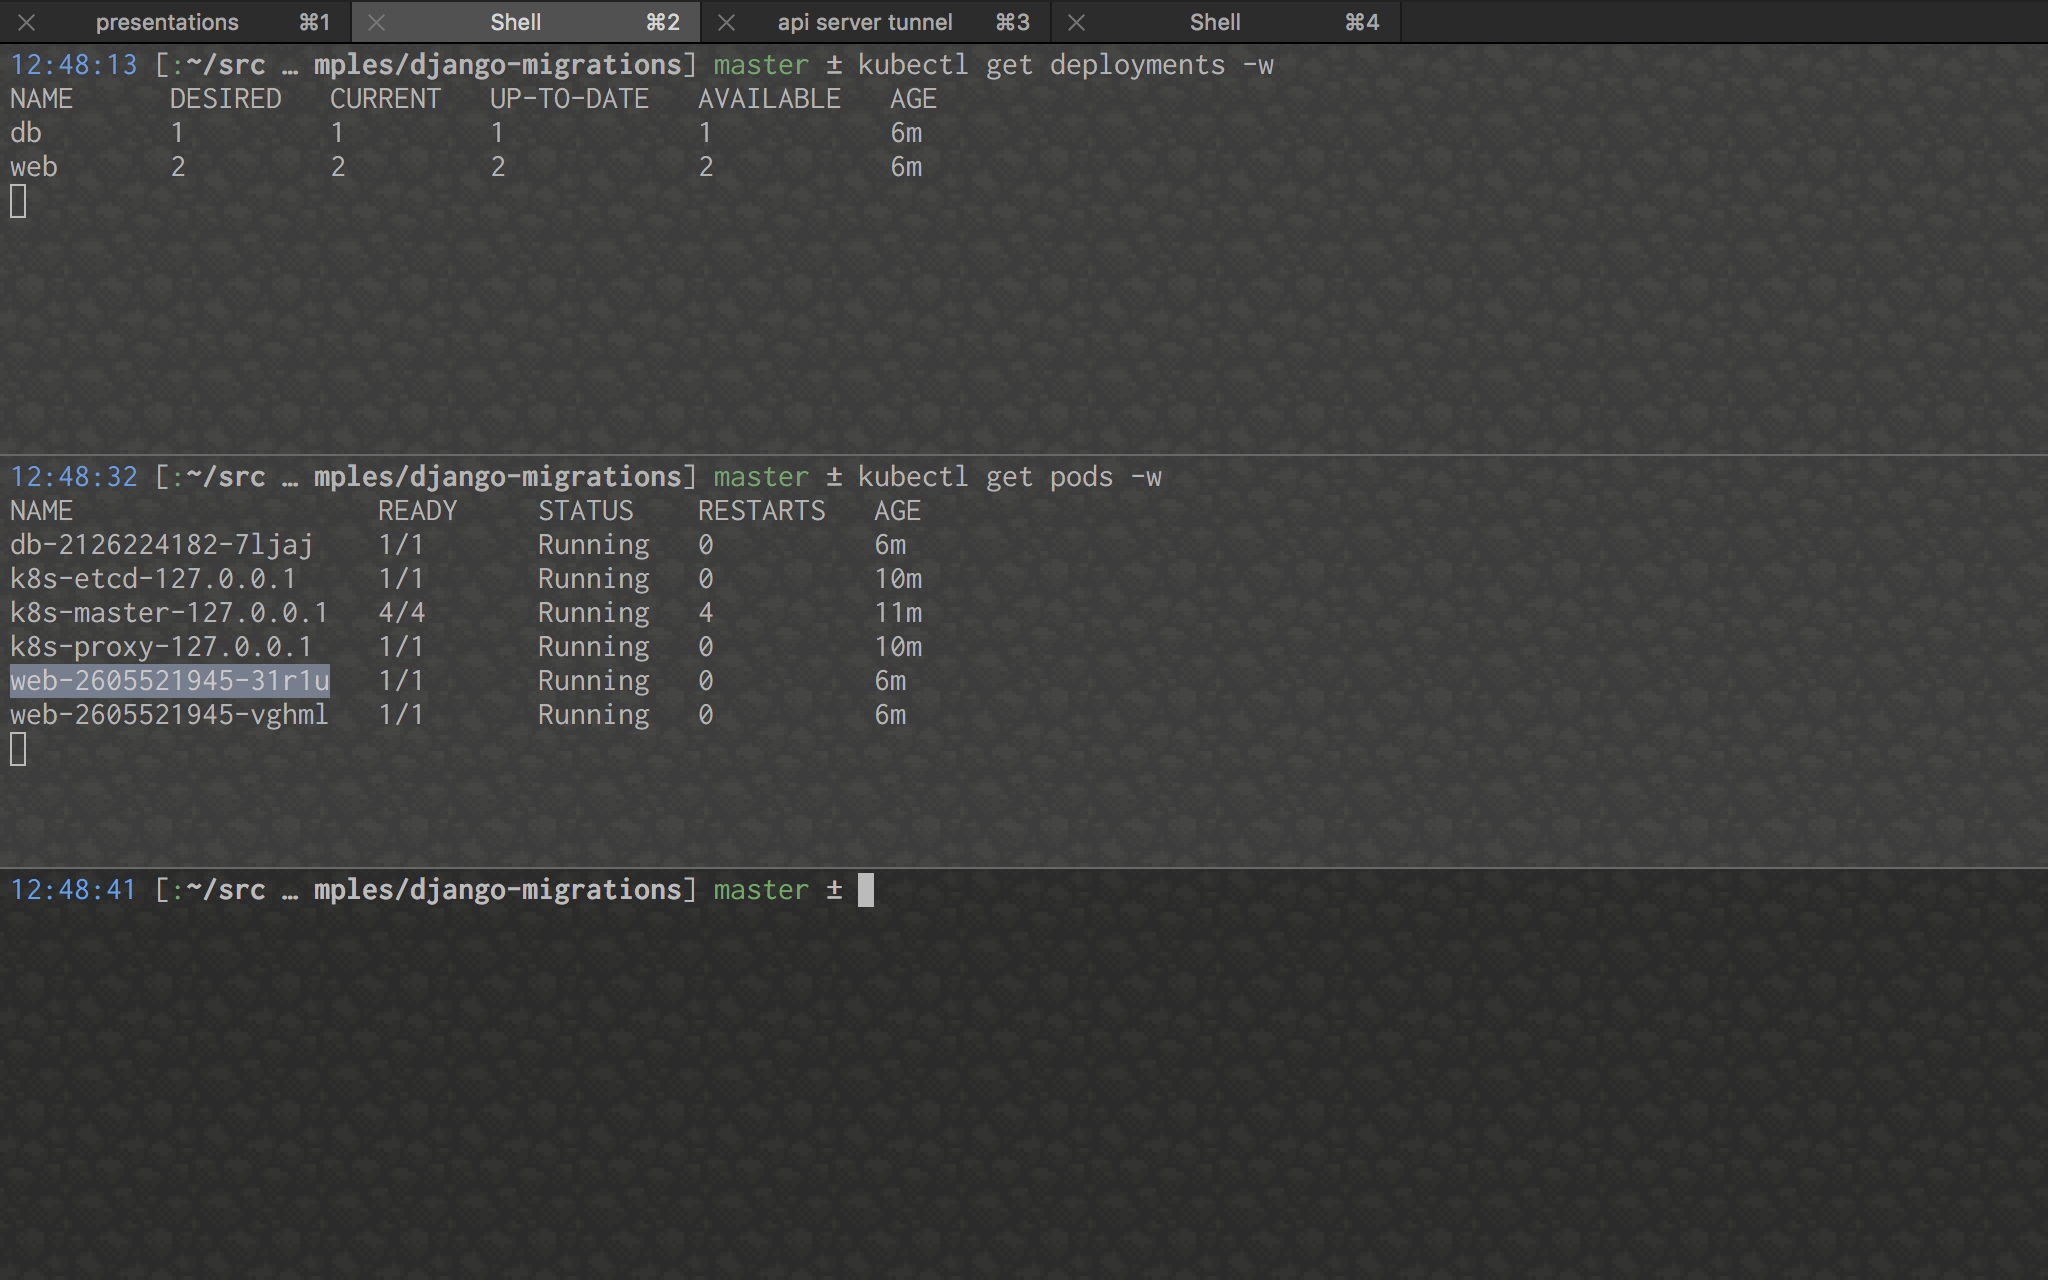 presentations ⌘1 Shell ⌘2 api server tunnel ⌘3 Shell ⌘4
12:48:13 [:~/src … mples/django-migrations] master ± kubectl get deployments -w
NAME DESIRED CURRENT UP-TO-DATE AVAILABLE AGE
db 1 1 1 1 6m
web 2 2 2 2 6m
12:48:32 [:~/src … mples/django-migrations] master ± kubectl get pods -w
NAME READY STATUS RESTARTS AGE
db-2126224182-7ljaj 1/1 Running 0 6m
k8s-etcd-127.0.0.1 1/1 Running 0 10m
k8s-master-127.0.0.1 4/4 Running 4 11m
k8s-proxy-127.0.0.1 1/1 Running 0 10m
web-2605521945-31r1u 1/1 Running 0 6m
web-2605521945-vghml 1/1 Running 0 6m
12:48:41 [:~/src … mples/django-migrations] master ±